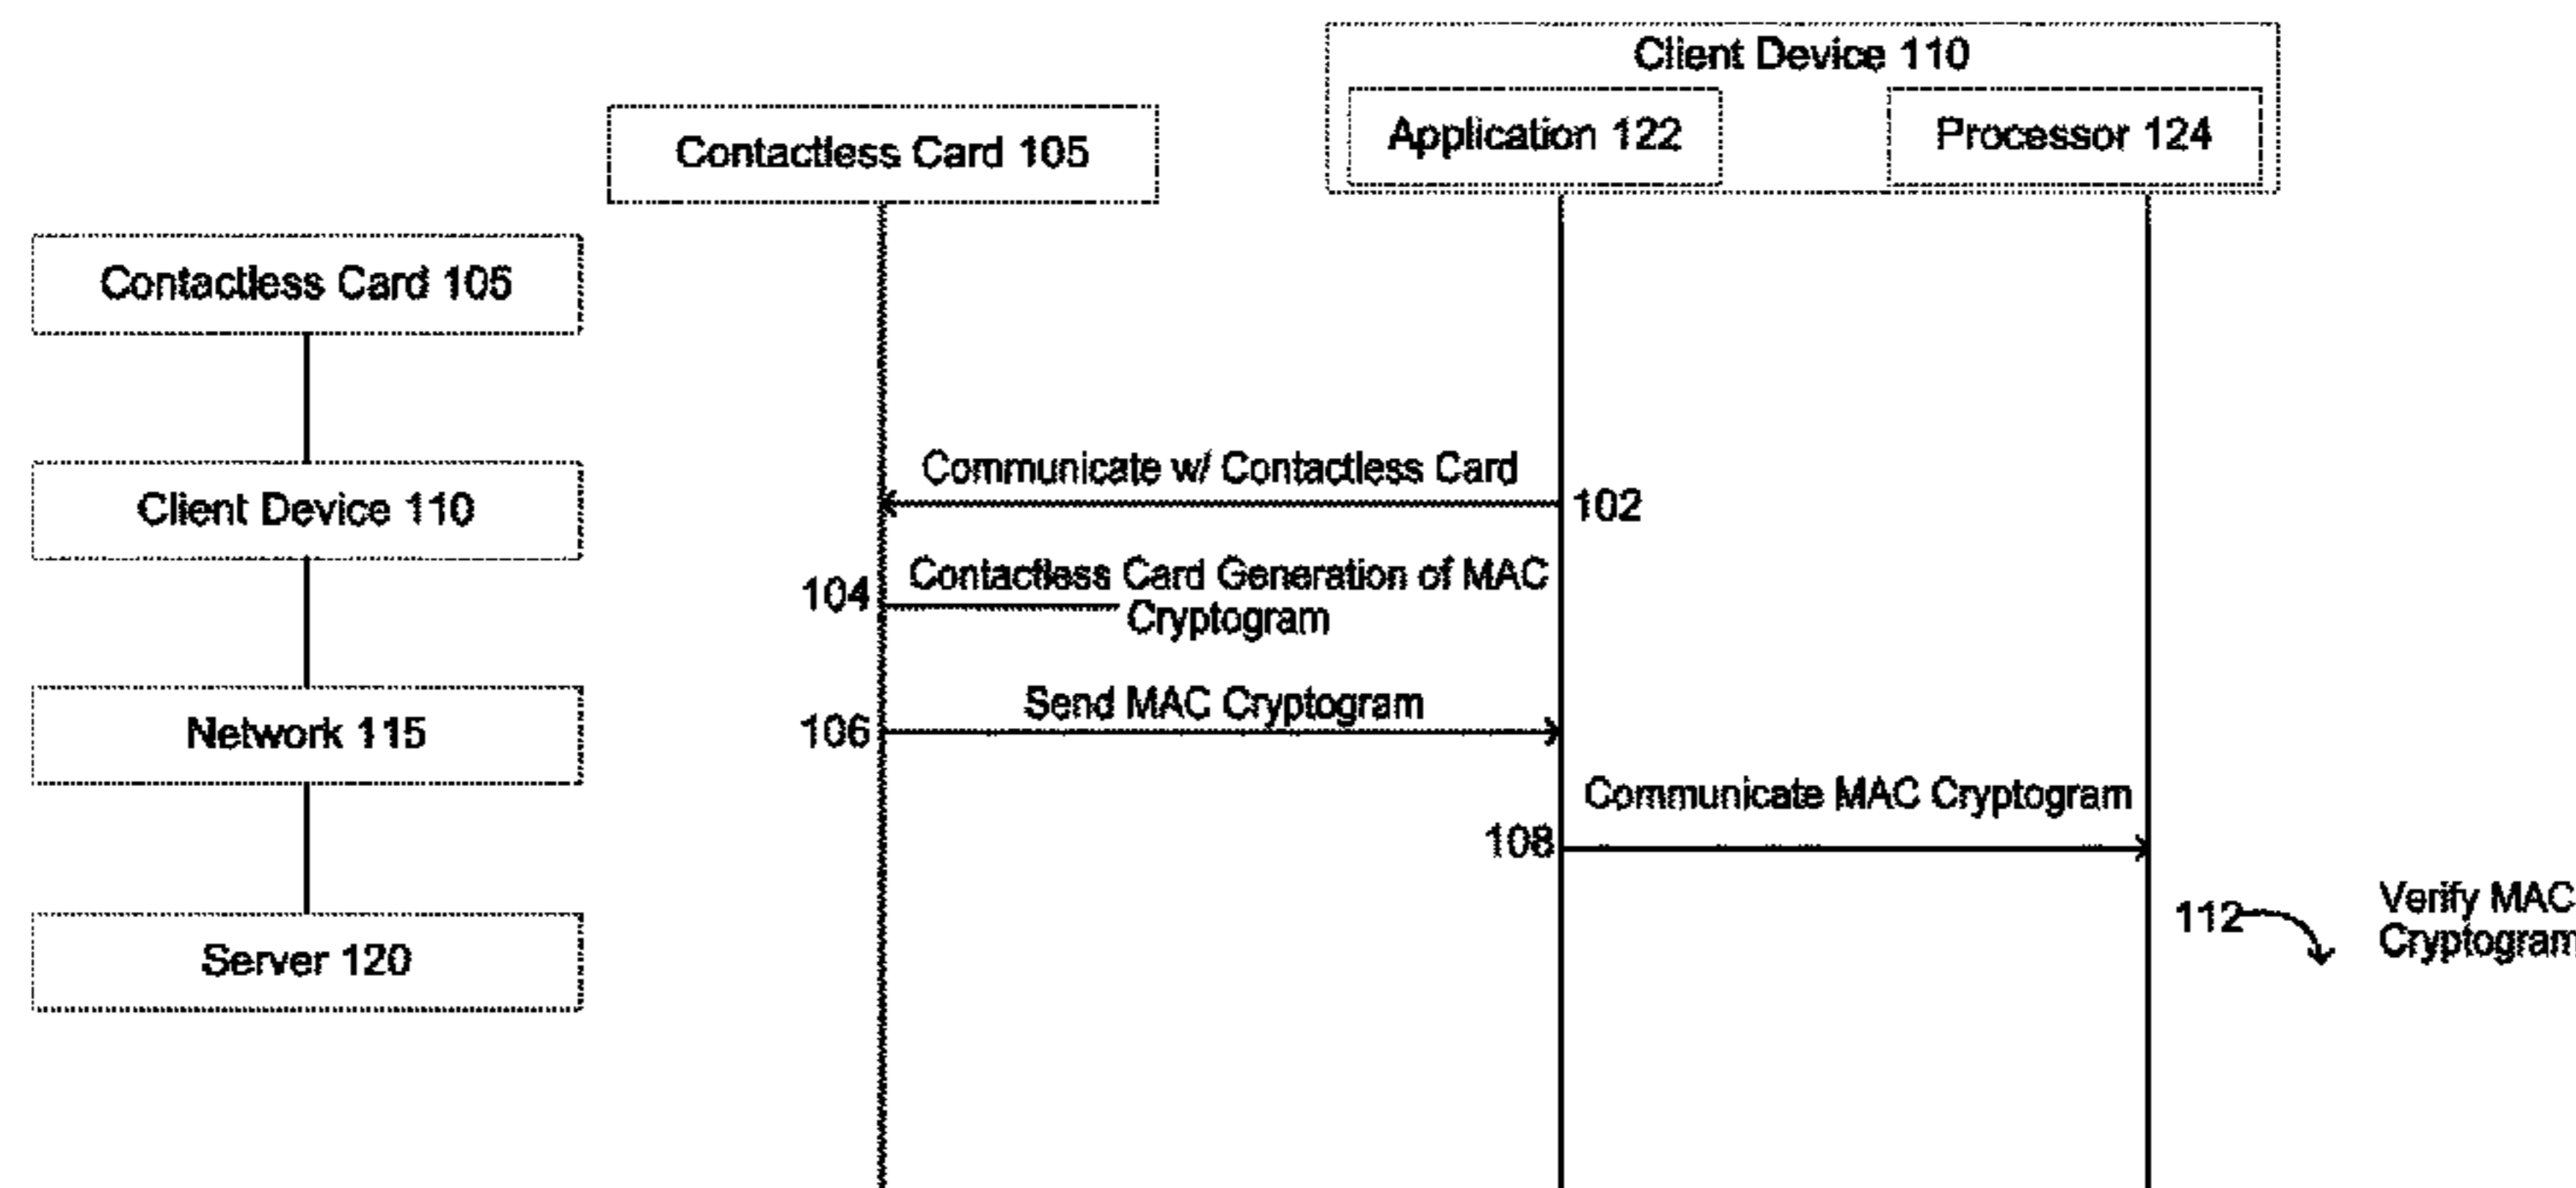 Contactless Card 105
Client Device 110
Network 115
Server 120
Contactless Card 105
Client Device 110
Application 122
Processor 124
Communicate w/ Contactless Card
102
104
Contactless Card Generation of MAC
Cryptogram
Send MAC Cryptogram
106
Communicate MAC Cryptogram
108
112
Verify MAC
Cryptogram